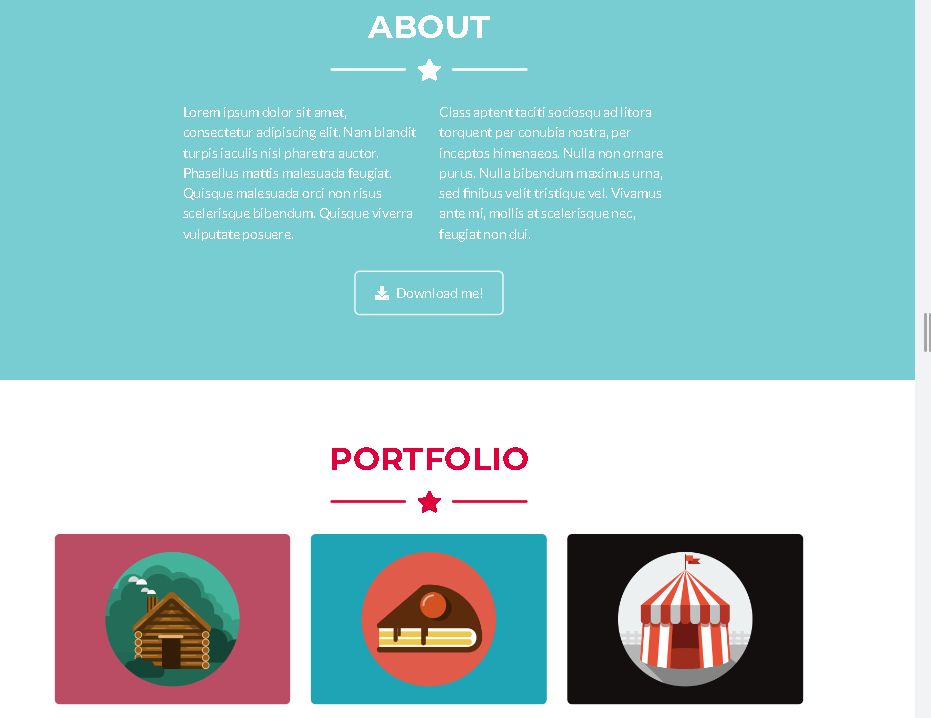 ABOUT
Lorem ipsum dolor sit amet,
consectetur adipiscing elit. Nam blandit
turpis iaculis nisl pharetra auctor.
Phasellus mattis malesuada feugiat.
Quisque malesuada orci non risus
scelerisque bibendum. Quisque viverra
vulputate posuere.
Class aptent taciti sociosqu ad litora
torquent per conubia nostra, per
inceptos himenaeos. Nulla non ornare
purus. Nulla bibendum maximus urna,
sed finibus velit tristique vel. Vivamus
ante mi, mollis at scelerisque nec,
feugiat non dui.
Download me!
PORTFOLIO